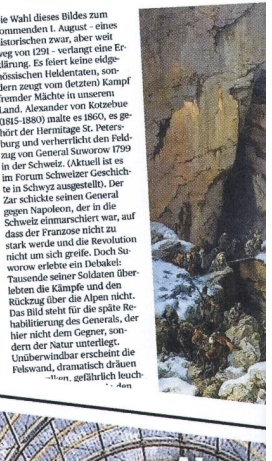 ie Wahl dieses Bildes zum
ommenden 1. August – eines
istorischen zwar, aber weit
weg von 1291 – verlangt eine Er-
klärung. Es feiert keine eidge-
nössischen Heldentaten, son-
dern zeugt vom (letzten) Kampf
fremder Mächte in unserem
Land. Alexander von Kotzebue
(1815-1880) malte es 1860, es ge-
hört der Hermitage St. Peters-
burg und verherrlicht den Feld-
zug von General Suworow 1799
in der Schweiz. (Aktuell ist es
im Forum Schweizer Geschich-
te in Schwyz ausgestellt). Der
Zar schickte seinen General
gegen Napoleon, der in die
Schweiz einmarschiert war, auf
dass der Franzose nicht zu
stark werde und die Revolution
nicht um sich greife. Doch Su-
worow erlebte ein Debakel:
Tausende seiner Soldaten über-
lebten die Kämpfe und den
Rückzug über die Alpen nicht.
Das Bild steht für die späte Re-
habilitierung des Generals, der
hier nicht dem Gegner, son-
dern der Natur unterliegt.
Unüberwindbar erscheint die
Felswand, dramatisch dräuen
gefährlich leuch-
den